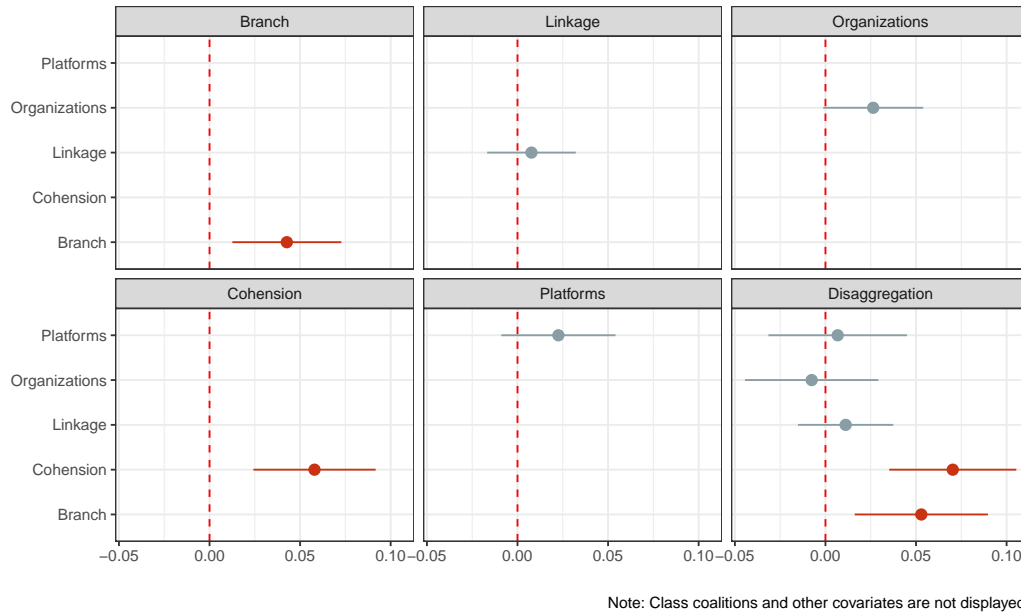 Branch Linkage Organizations
Platforms
Organizations
Linkage
Cohension
Branch
Cohension Platforms Disaggregation
Platforms
Organizations
Linkage
Cohension
Branch
−0.05 0.00 0.05 0.10 −0.05 0.00 0.05 0.10 −0.05 0.00 0.05 0.10
Note: Class coalitions and other covariates are not displayed